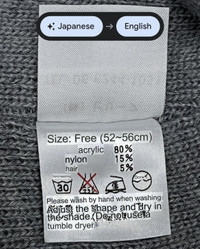 Japanese → English
Size: Free (52~56cm)
acrylic 80%
nylon 15%
hair 5%
30
Please wash by hand when washing
Adjust the shape and dry in
the shade. Do not use a
tumble dryer